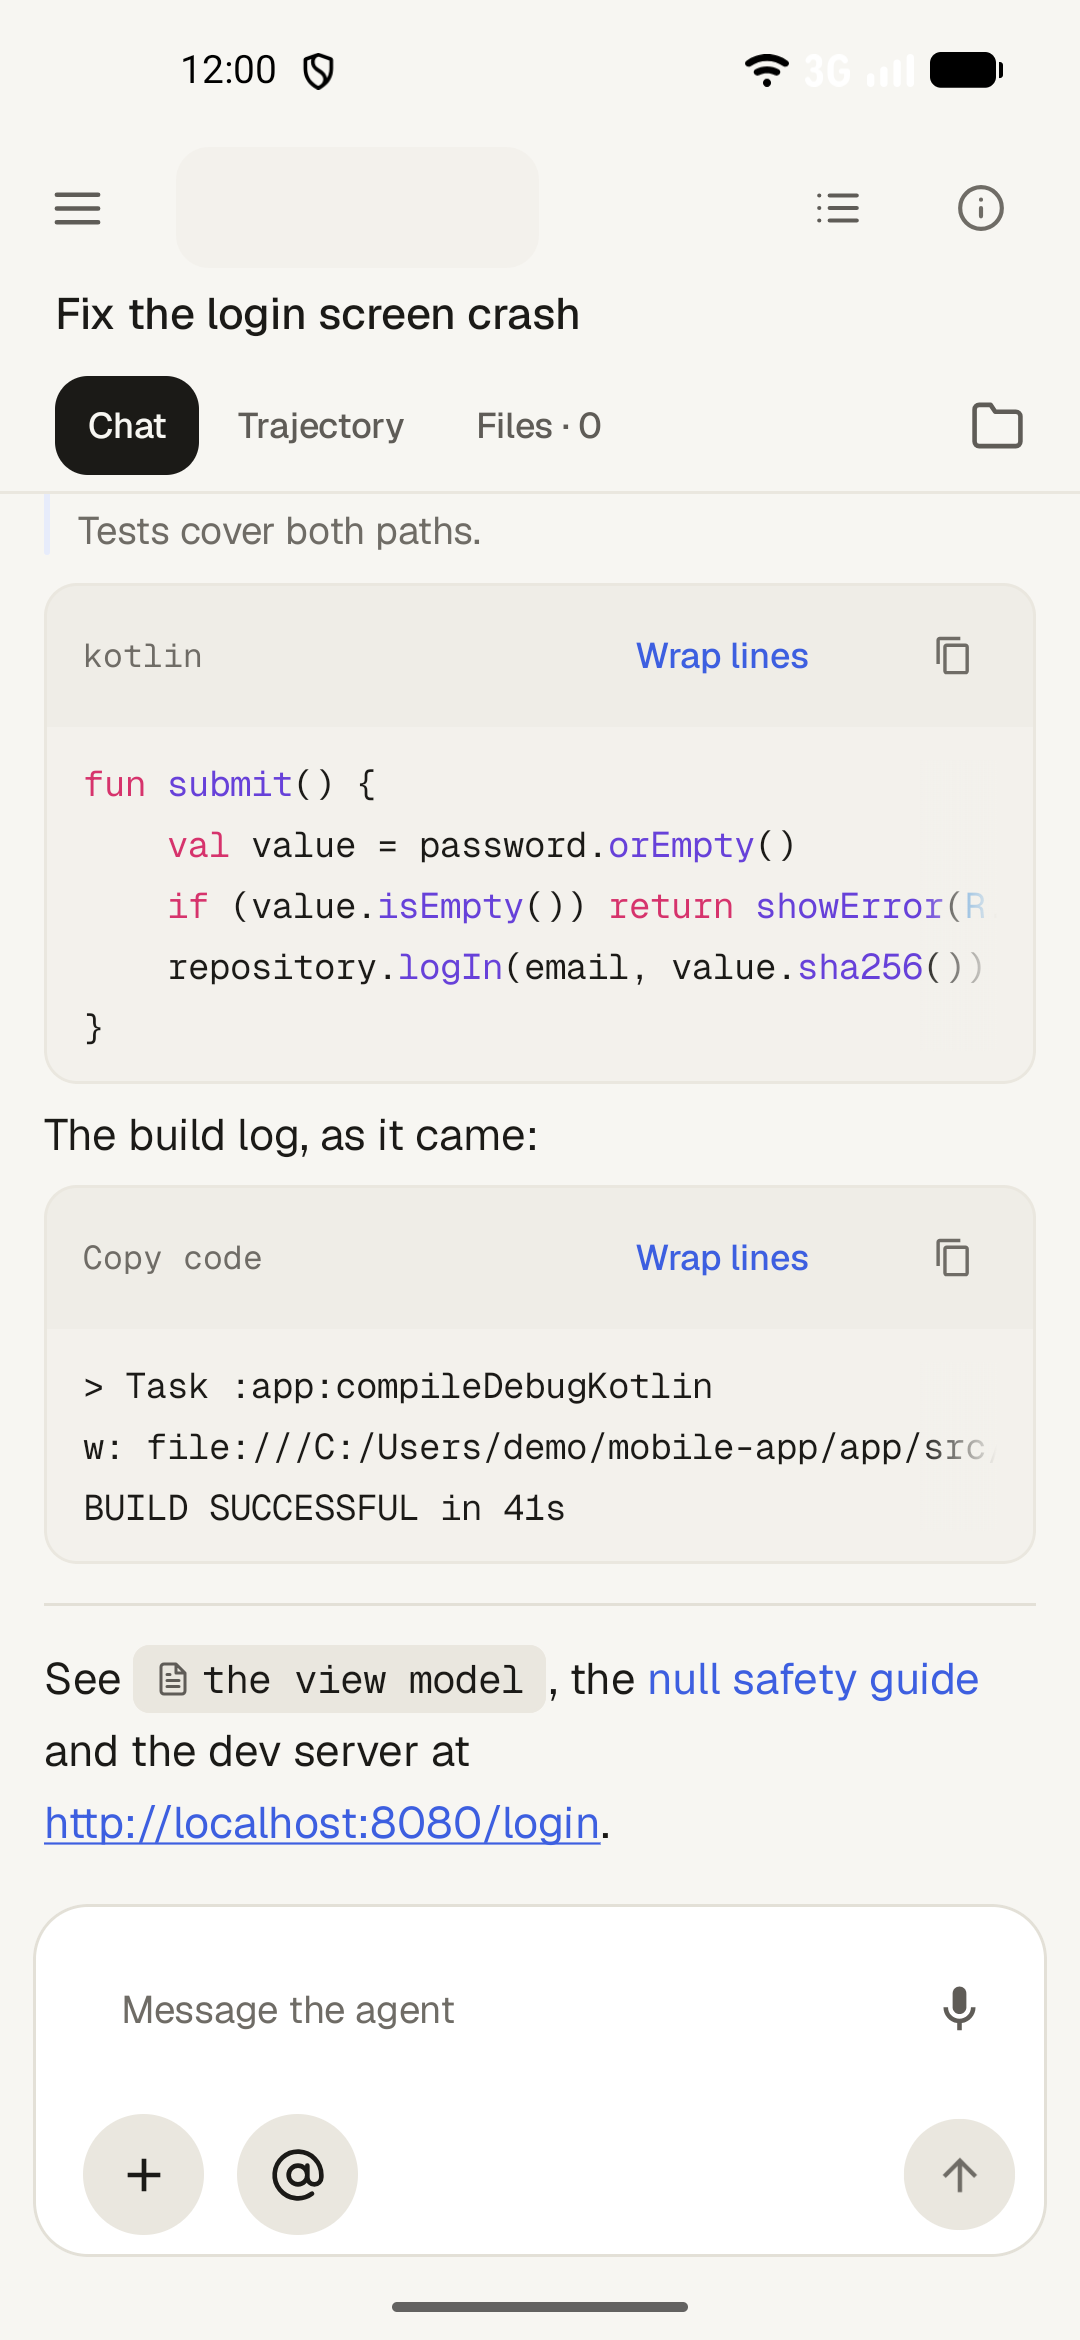 12:00
3G
Fix the login screen crash
Chat
Trajectory
Files · 0
Tests cover both paths.
kotlin
Wrap lines
fun submit() {
    val value = password.orEmpty()
    if (value.isEmpty()) return showError(R.
    repository.logIn(email, value.sha256())
}
The build log, as it came:
Copy code
Wrap lines
> Task :app:compileDebugKotlin
w: file:///C:/Users/demo/mobile-app/app/src/
BUILD SUCCESSFUL in 41s
See the view model, the null safety guide
and the dev server at
http://localhost:8080/login.
Message the agent